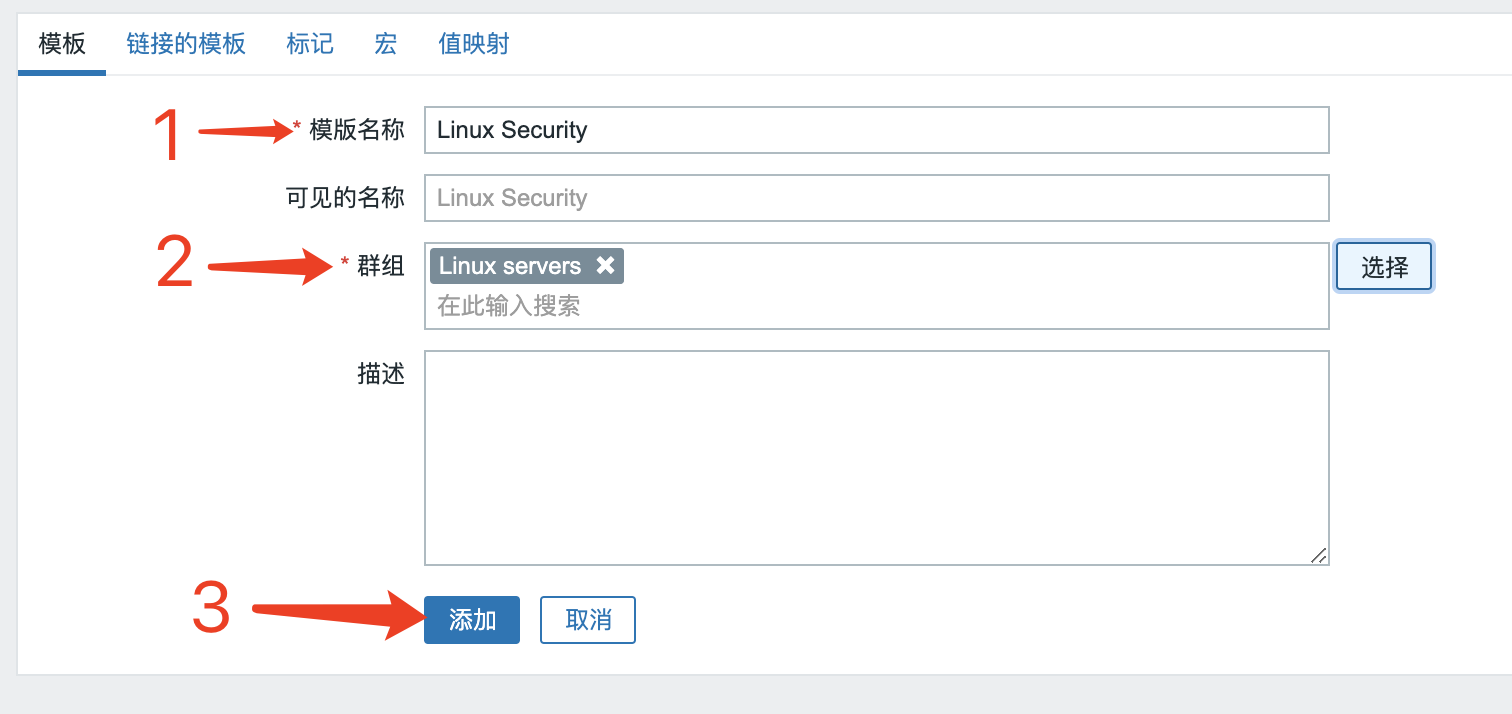 模板 链接的模板 标记 宏 值映射
1 * 模版名称 Linux Security
可见的名称 Linux Security
2 * 群组 Linux servers ✖ 选择
在此输入搜索
描述
3 添加 取消